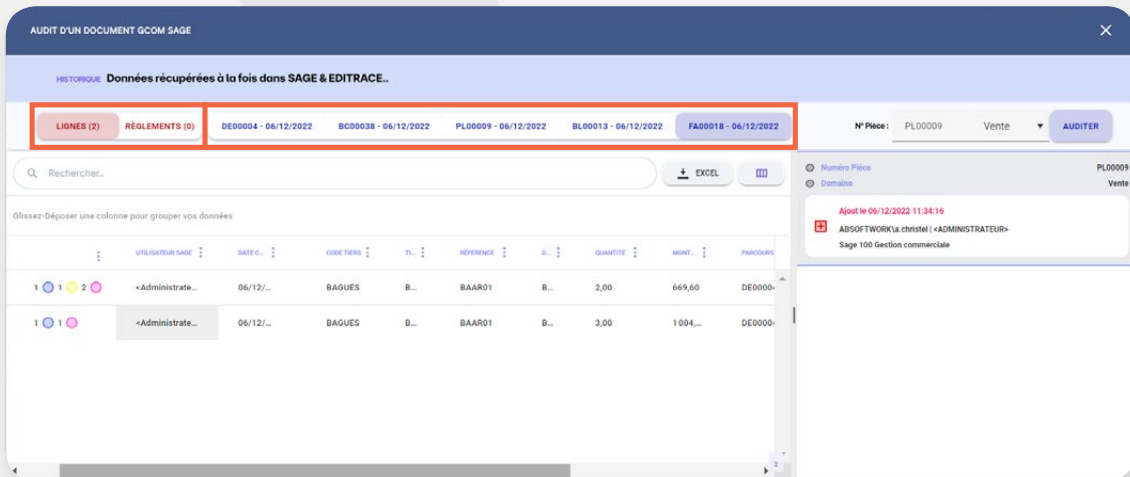 AUDIT D'UN DOCUMENT GCOM SAGE
HISTORIQUE Données récupérées à la fois dans SAGE & EDITRACE..
LIGNES (2) RÈGLEMENTS (0) DE00004 - 06/12/2022 BC00038 - 06/12/2022 PL00009 - 06/12/2022 BL00013 - 06/12/2022 FA00018 - 06/12/2022 N° Pièce : PL00009 Vente AUDITER
Rechercher.. EXCEL
Numéro Pièce PL00009
Domaine Vente
Glissez-Déposer une colonne pour grouper vos données
Ajout le 06/12/2022 11:34:16
ABSOFTWORK\a.christel | <ADMINISTRATEUR>
Sage 100 Gestion commerciale
UTILISATEUR SAGE DATE C... CODE TIERS TI... RÉFÉRENCE D... QUANTITÉ MONT... PARCOURS
1 1 2 <Administrate... 06/12/... BAGUES B... BAAR01 B... 2,00 669,60 DE0000
1 1 <Administrate... 06/12/... BAGUES B... BAAR01 B... 3,00 1 004,... DE0000
2